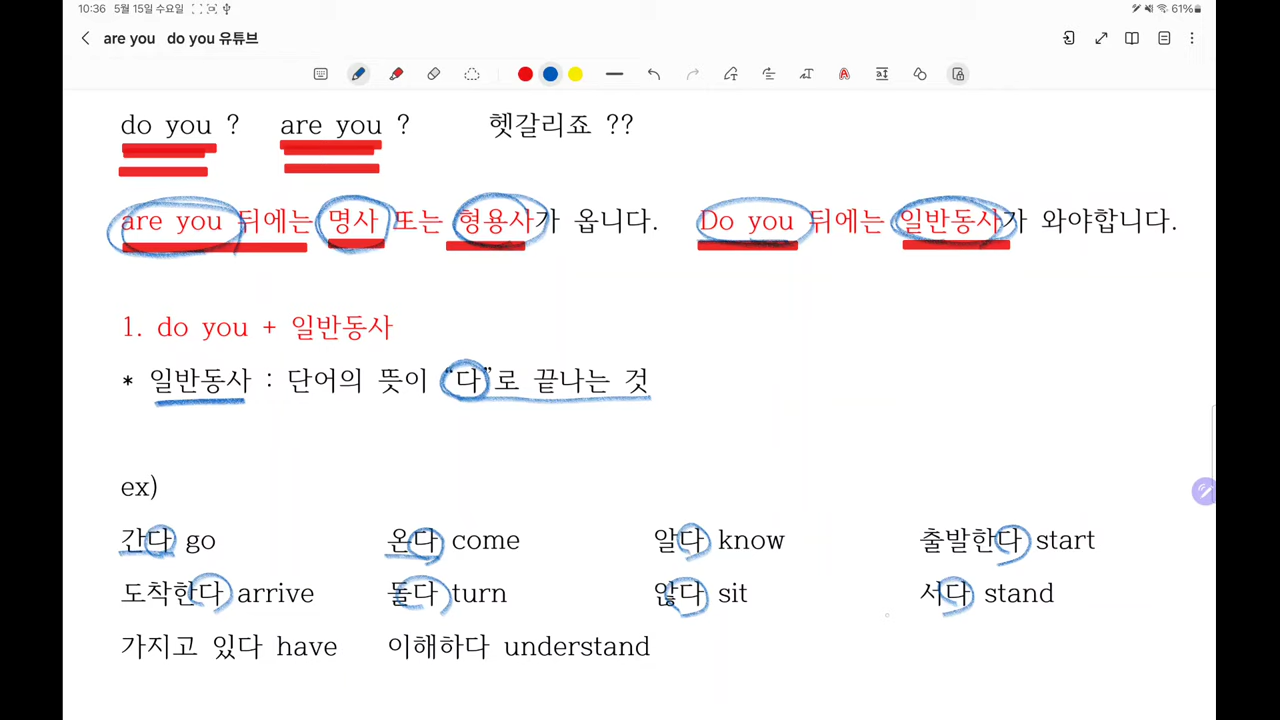 10:36 5월 15일 수요일 61%
are you do you 유튜브
do you ? are you ?헷갈리죠 ??
are you 뒤에는 명사 또는 형용사가 옵니다. Do you 뒤에는 일반동사가 와야합니다.
1. do you + 일반동사
* 일반동사 : 단어의 뜻이 “다”로 끝나는 것
ex)
간다 go 온다 come 알다 know 출발한다 start
도착한다 arrive 돌다 turn 앉다 sit 서다 stand
가지고 있다 have 이해하다 understand